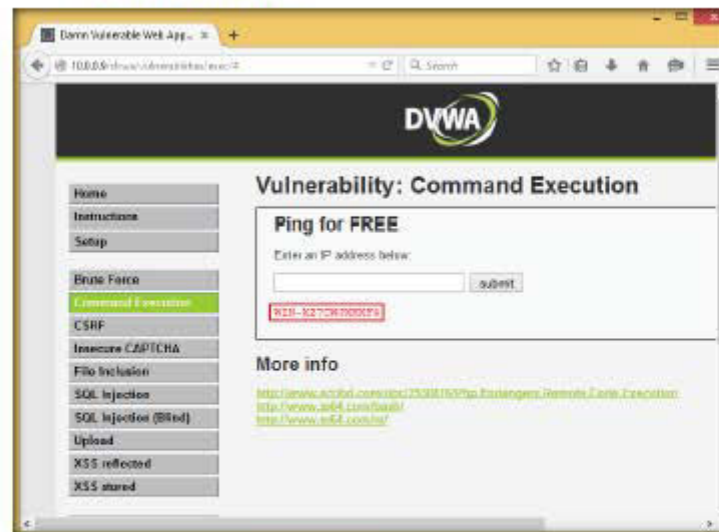 Damn Vulnerable Web App...
Search
DVWA
Home
Instructions
Setup
Brute Force
Command Execution
CSRF
Insecure CAPTCHA
File Inclusion
SQL Injection
SQL Injection (Blind)
Upload
XSS reflected
XSS stored
Vulnerability: Command Execution
Ping for FREE
Enter an IP address below:
submit
More info